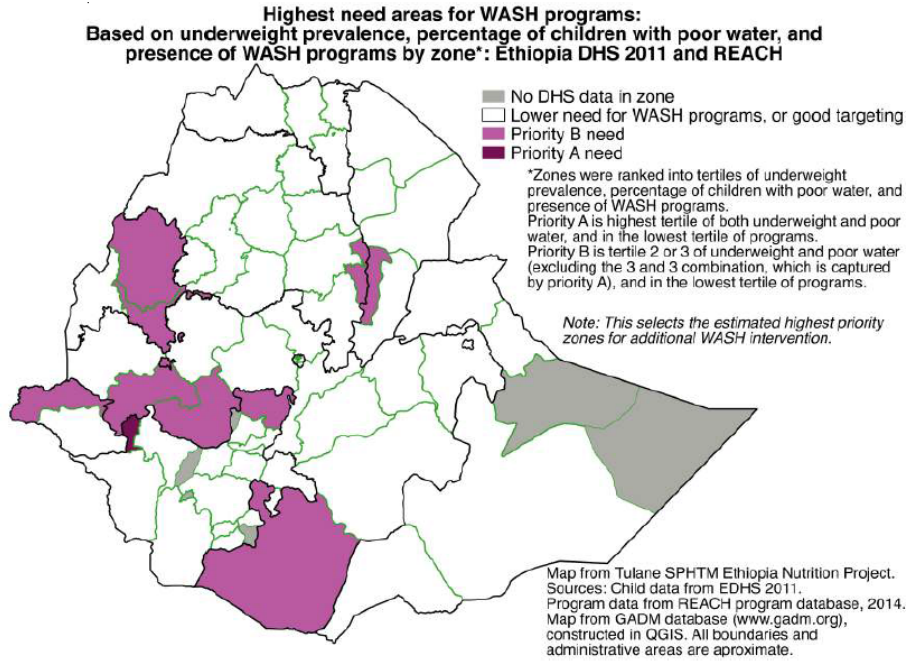 Highest need areas for WASH programs:
Based on underweight prevalence, percentage of children with poor water, and
presence of WASH programs by zone*: Ethiopia DHS 2011 and REACH
No DHS data in zone
Lower need for WASH programs, or good targeting
Priority B need
Priority A need
*Zones were ranked into tertiles of underweight
prevalence, percentage of children with poor water, and
presence of WASH programs.
Priority A is highest tertile of both underweight and poor
water, and in the lowest tertile of programs.
Priority B is tertile 2 or 3 of underweight and poor water
(excluding the 3 and 3 combination, which is captured
by priority A), and in the lowest tertile of programs.
Note: This selects the estimated highest priority
zones for additional WASH intervention.
Map from Tulane SPHTM Ethiopia Nutrition Project.
Sources: Child data from EDHS 2011.
Program data from REACH program database, 2014.
Map from GADM database (www.gadm.org),
constructed in QGIS. All boundaries and
administrative areas are aproximate.